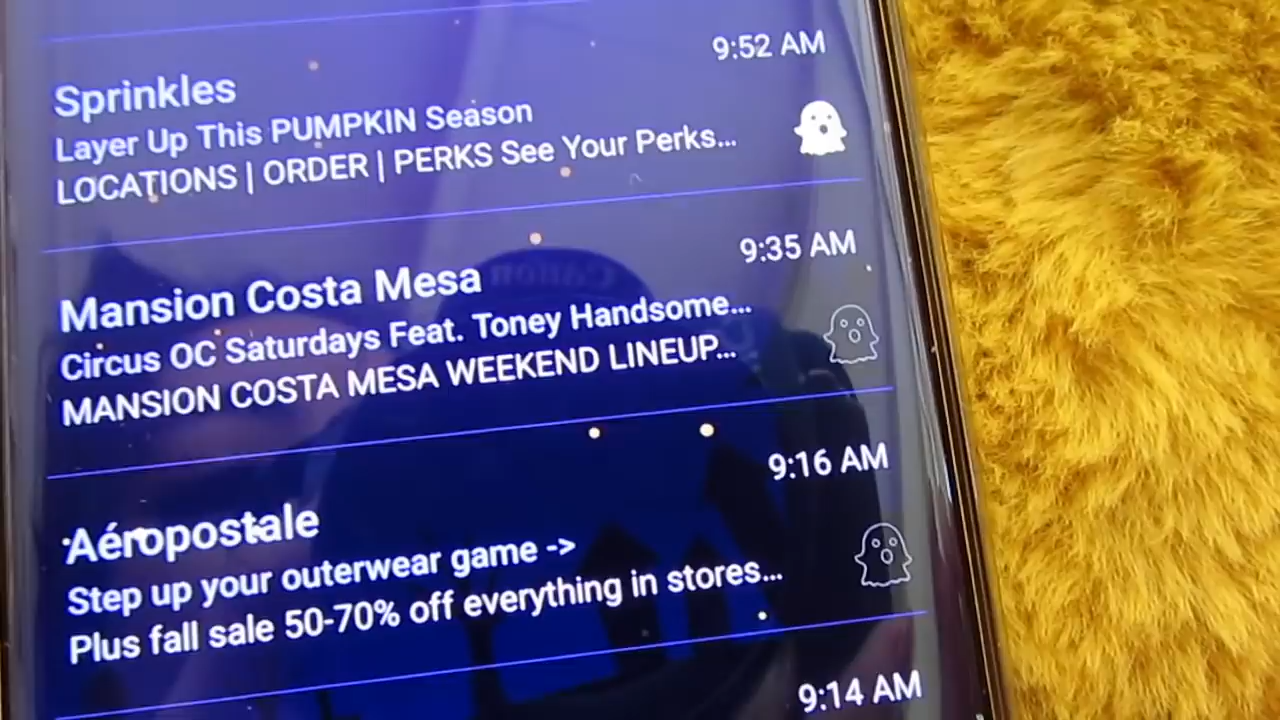 9:52 AM
Sprinkles
Layer Up This PUMPKIN Season
LOCATIONS | ORDER | PERKS See Your Perks...
9:35 AM
Mansion Costa Mesa
Circus OC Saturdays Feat. Toney Handsome...
MANSION COSTA MESA WEEKEND LINEUP...
Canon
9:16 AM
Aéropostale
Step up your outerwear game ->
Plus fall sale 50-70% off everything in stores...
9:14 AM